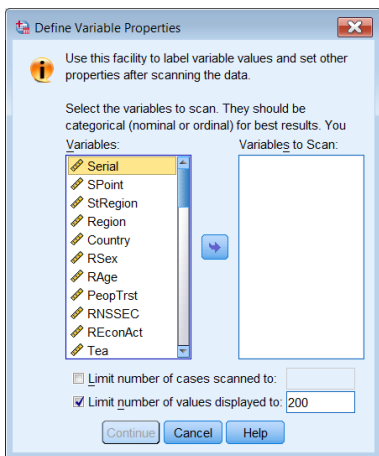 Define Variable Properties
Use this facility to label variable values and set other
properties after scanning the data.
Select the variables to scan. They should be
categorical (nominal or ordinal) for best results. You
Variables:
Variables to Scan:
Serial
SPoint
StRegion
Region
Country
RSex
RAge
PeopTrst
RNSSEC
REconAct
Tea
Limit number of cases scanned to:
Limit number of values displayed to: 200
Continue Cancel Help